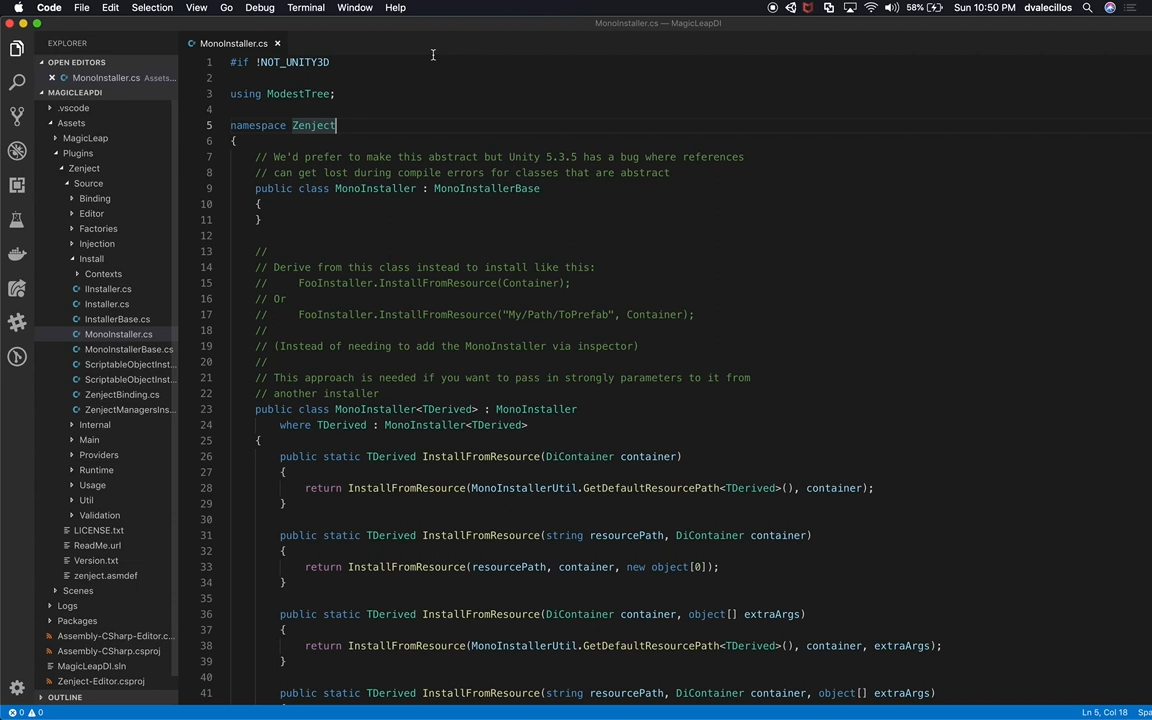 Code File Edit Selection View Go Debug Terminal Window Help 58% Sun 10:50 PM dvalecillos
MonoInstaller.cs — MagicLeapDI
EXPLORER
OPEN EDITORS
MonoInstaller.cs Assets...
MAGICLEAPDI
.vscode
Assets
MagicLeap
Plugins
Zenject
Source
Binding
Editor
Factories
Injection
Install
Contexts
IInstaller.cs
Installer.cs
InstallerBase.cs
MonoInstaller.cs
MonoInstallerBase.cs
ScriptableObjectInst...
ScriptableObjectInst...
ZenjectBinding.cs
ZenjectManagersIns...
Internal
Main
Providers
Runtime
Usage
Util
Validation
LICENSE.txt
ReadMe.url
Version.txt
zenject.asmdef
Scenes
Logs
Packages
Assembly-CSharp-Editor.c...
Assembly-CSharp.csproj
MagicLeapDI.sln
Zenject-Editor.csproj
OUTLINE
MonoInstaller.cs
1 #if !NOT_UNITY3D
2
3 using ModestTree;
4
5 namespace Zenject
6 {
7 // We'd prefer to make this abstract but Unity 5.3.5 has a bug where references
8 // can get lost during compile errors for classes that are abstract
9 public class MonoInstaller : MonoInstallerBase
10 {
11 }
12
13 //
14 // Derive from this class instead to install like this:
15 //     FooInstaller.InstallFromResource(Container);
16 // Or
17 //     FooInstaller.InstallFromResource("My/Path/ToPrefab", Container);
18 //
19 // (Instead of needing to add the MonoInstaller via inspector)
20 //
21 // This approach is needed if you want to pass in strongly parameters to it from
22 // another installer
23 public class MonoInstaller<TDerived> : MonoInstaller
24 where TDerived : MonoInstaller<TDerived>
25 {
26 public static TDerived InstallFromResource(DiContainer container)
27 {
28 return InstallFromResource(MonoInstallerUtil.GetDefaultResourcePath<TDerived>(), container);
29 }
30
31 public static TDerived InstallFromResource(string resourcePath, DiContainer container)
32 {
33 return InstallFromResource(resourcePath, container, new object[0]);
34 }
35
36 public static TDerived InstallFromResource(DiContainer container, object[] extraArgs)
37 {
38 return InstallFromResource(MonoInstallerUtil.GetDefaultResourcePath<TDerived>(), container, extraArgs);
39 }
40
41 public static TDerived InstallFromResource(string resourcePath, DiContainer container, object[] extraArgs)
0 0
Ln 5, Col 18 Spa